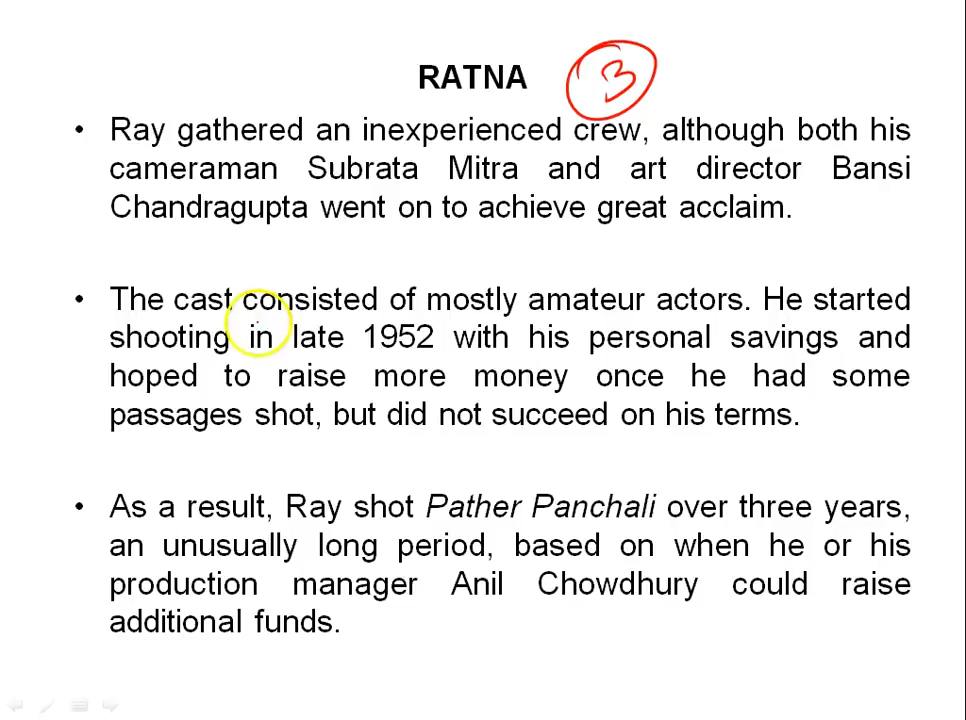 RATNA 3
• Ray gathered an inexperienced crew, although both his
cameraman Subrata Mitra and art director Bansi
Chandragupta went on to achieve great acclaim.
• The cast consisted of mostly amateur actors. He started
shooting in late 1952 with his personal savings and
hoped to raise more money once he had some
passages shot, but did not succeed on his terms.
• As a result, Ray shot Pather Panchali over three years,
an unusually long period, based on when he or his
production manager Anil Chowdhury could raise
additional funds.